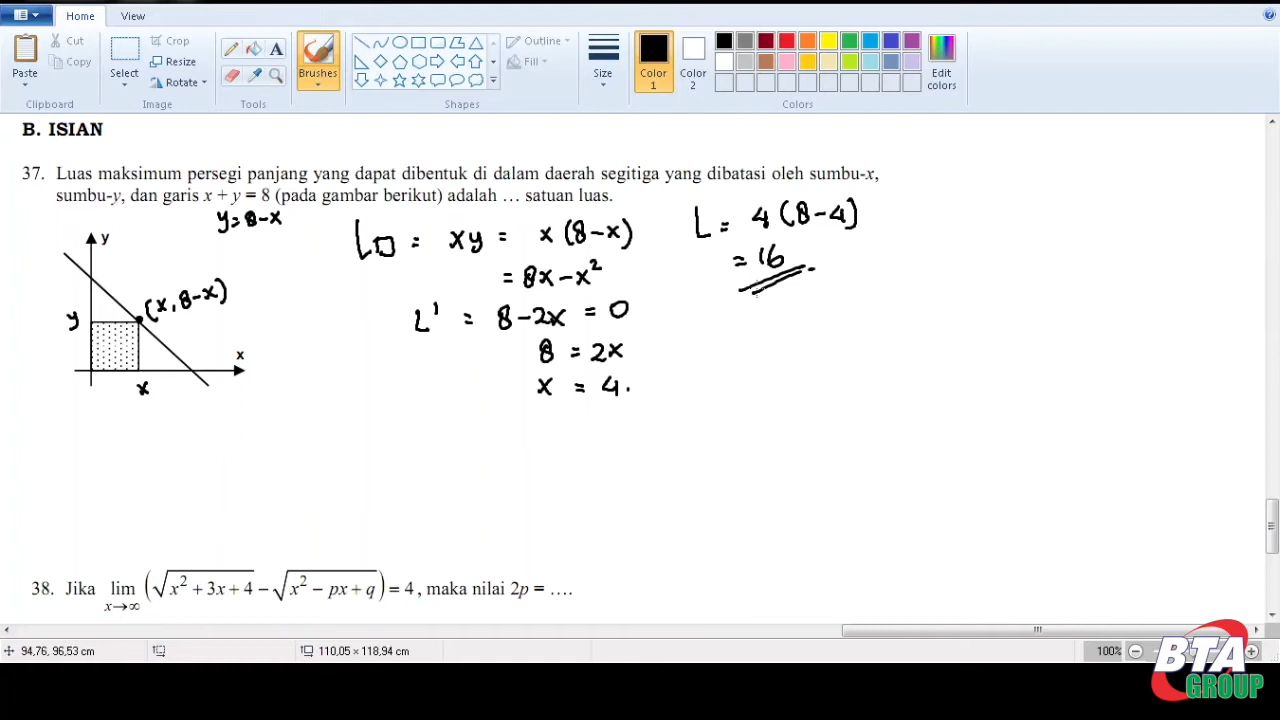 Home View
Cut
Copy
Paste
Clipboard
Select
Crop
Resize
Rotate
Image
Tools
Brushes
Outline
Fill
Shapes
Size
Color 1
Color 2
Edit colors
Colors
B. ISIAN
37. Luas maksimum persegi panjang yang dapat dibentuk di dalam daerah segitiga yang dibatasi oleh sumbu-x,
sumbu-y, dan garis x + y = 8 (pada gambar berikut) adalah … satuan luas.
y = 8 - x
y
(x, 8-x)
y
x
x
L□ = xy = x(8-x)
= 8x - x²
L' = 8 - 2x = 0
8 = 2x
x = 4.
L = 4(8-4)
= 16
38. Jika lim x→∞ (√(x² + 3x + 4) − √(x² − px + q)) = 4, maka nilai 2p = ….
94,76, 96,53 cm
110,05 × 118,94 cm
100%
BTA
GROUP